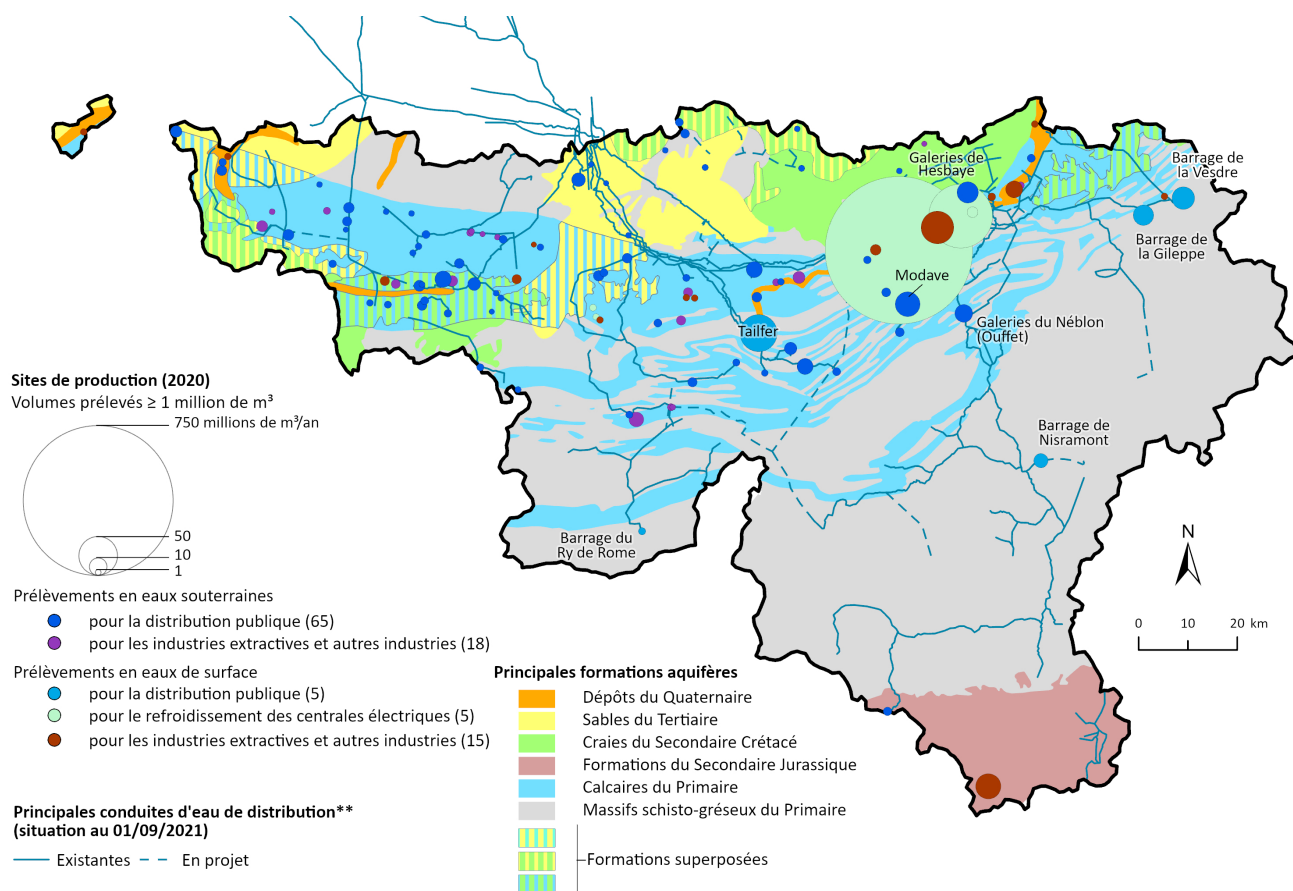 Galeries de
Hesbaye
Barrage de
la Vesdre
Barrage de
la Gileppe
Modave
Galeries du Néblon
(Ouffet)
Tailfer
Barrage de
Nisramont
Barrage du
Ry de Rome
Sites de production (2020)
Volumes prélevés ≥ 1 million de m³
750 millions de m³/an
50
10
1
Prélèvements en eaux souterraines
pour la distribution publique (65)
pour les industries extractives et autres industries (18)
Prélèvements en eaux de surface
pour la distribution publique (5)
pour le refroidissement des centrales électriques (5)
pour les industries extractives et autres industries (15)
Principales conduites d'eau de distribution**
(situation au 01/09/2021)
Existantes
En projet
Principales formations aquifères
Dépôts du Quaternaire
Sables du Tertiaire
Craies du Secondaire Crétacé
Formations du Secondaire Jurassique
Calcaires du Primaire
Massifs schisto-gréseux du Primaire
Formations superposées
N
0 10 20 km